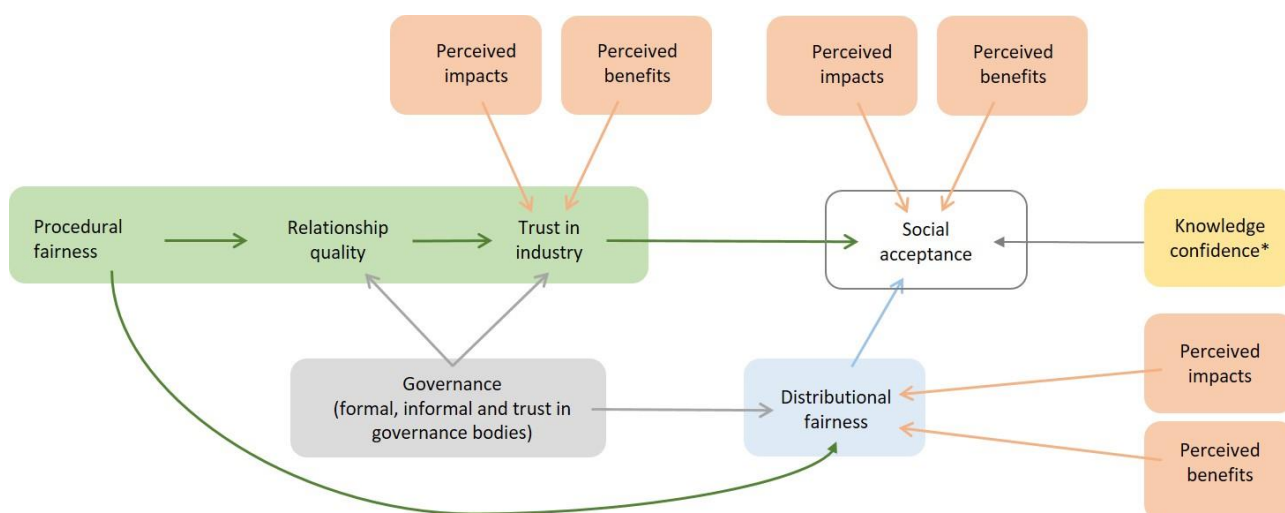 Perceived
impacts
Perceived
benefits
Perceived
impacts
Perceived
benefits
Procedural
fairness
Relationship
quality
Trust in
industry
Social
acceptance
Knowledge
confidence*
Governance
(formal, informal and trust in
governance bodies)
Distributional
fairness
Perceived
impacts
Perceived
benefits